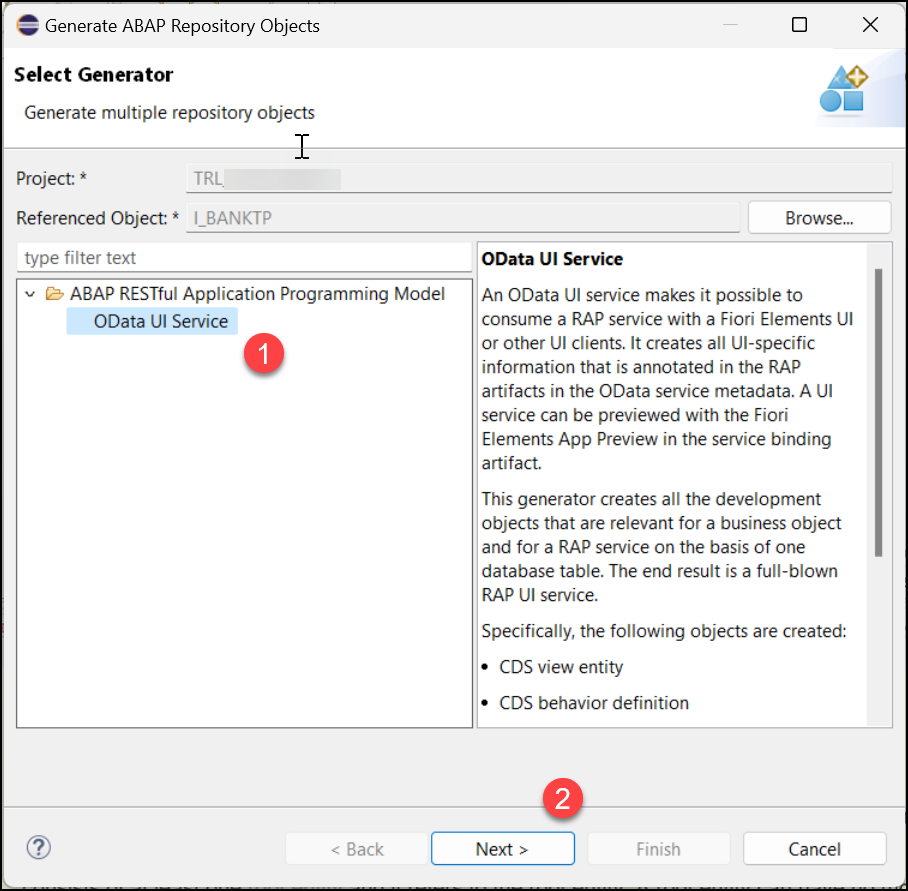 Generate ABAP Repository Objects
Select Generator
Generate multiple repository objects
Project: * TRL_
Referenced Object: * I_BANKTP Browse...
type filter text
ABAP RESTful Application Programming Model
OData UI Service
1
OData UI Service
An OData UI service makes it possible to
consume a RAP service with a Fiori Elements UI
or other UI clients. It creates all UI-specific
information that is annotated in the RAP
artifacts in the OData service metadata. A UI
service can be previewed with the Fiori
Elements App Preview in the service binding
artifact.
This generator creates all the development
objects that are relevant for a business object
and for a RAP service on the basis of one
database table. The end result is a full-blown
RAP UI service.
Specifically, the following objects are created:
• CDS view entity
• CDS behavior definition
2
? < Back Next > Finish Cancel